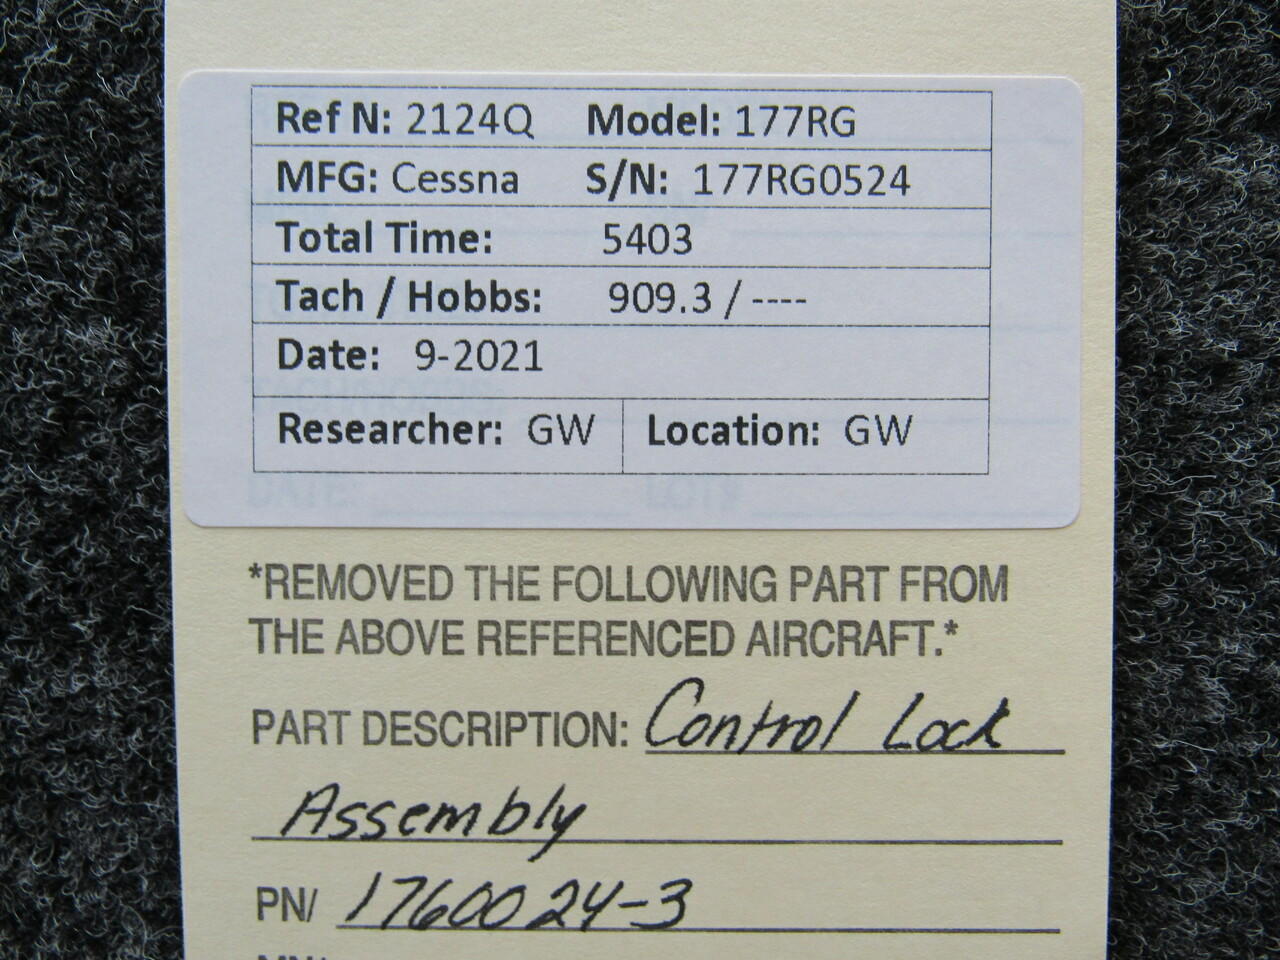 Ref N: 2124Q Model: 177RG
MFG: Cessna S/N: 177RG0524
Total Time: 5403
Tach / Hobbs: 909.3 / ----
Date: 9-2021
Researcher: GW Location: GW
DATE: LOT#
*REMOVED THE FOLLOWING PART FROM
THE ABOVE REFERENCED AIRCRAFT.*
PART DESCRIPTION: Control Lock
Assembly
PN/ 1760024-3